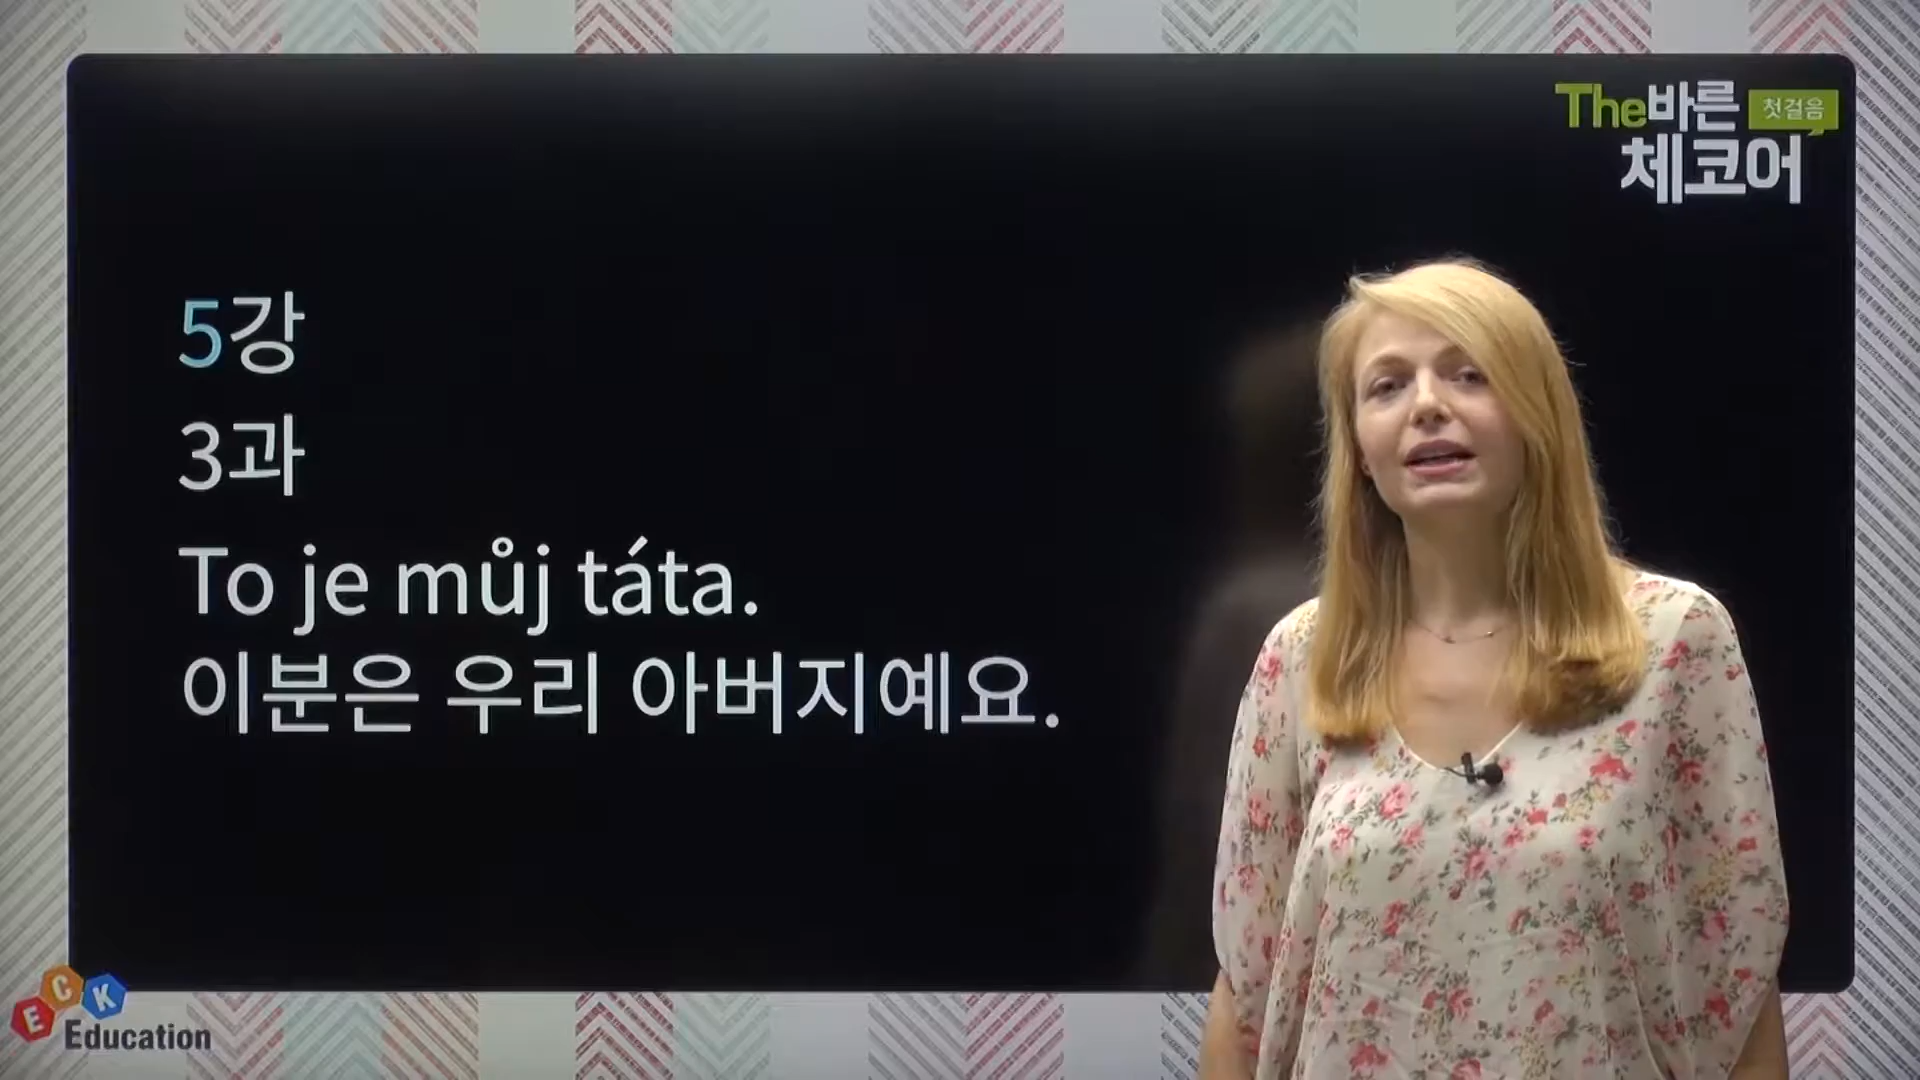 The바른 첫걸음
체코어
5강
3과
To je můj táta.
이분은 우리 아버지예요.
ECK
Education